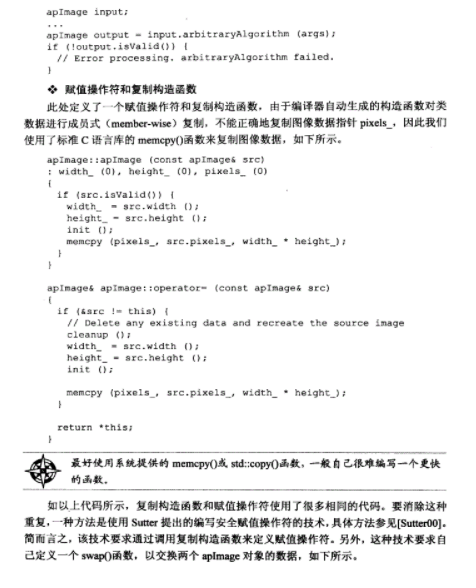 apImage input;
...
apImage output = input.arbitraryAlgorithm (args);
if (!output.isValid()) {
// Error processing. arbitraryAlgorithm failed.
}
❖ 赋值操作符和复制构造函数
此处定义了一个赋值操作符和复制构造函数，由于编译器自动生成的构造函数对类
数据进行成员式（member-wise）复制，不能正确地复制图像数据指针 pixels_，因此我们
使用了标准 C 语言库的 memcpy()函数来复制图像数据，如下所示。
apImage::apImage (const apImage& src)
: width_ (0), height_ (0), pixels_ (0)
{
if (src.isValid()) {
width_ = src.width ();
height_ = src.height ();
init ();
memcpy (pixels_, src.pixels_, width_ * height_);
}
}
apImage& apImage::operator= (const apImage& src)
{
if (&src != this) {
// Delete any existing data and recreate the source image
cleanup ();
width_ = src.width ();
height_ = src.height ();
init ();
memcpy (pixels_, src.pixels_, width_ * height_);
}
return *this;
}
最好使用系统提供的 memcpy()或 std::copy()函数，一般自己很难编写一个更快
的函数。
如以上代码所示，复制构造函数和赋值操作符使用了很多相同的代码。要消除这种
重复，一种方法是使用 Sutter 提出的编写安全赋值操作符的技术，具体方法参见[Sutter00]。
简而言之，该技术要求通过调用复制构造函数来定义赋值操作符。另外，这种技术要求自
己定义一个 swap()函数，以交换两个 apImage 对象的数据，如下所示。